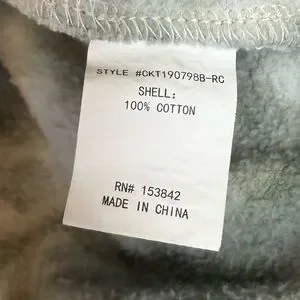 STYLE #CKT190798B-RC
SHELL:
100% COTTON
RN# 153842
MADE IN CHINA